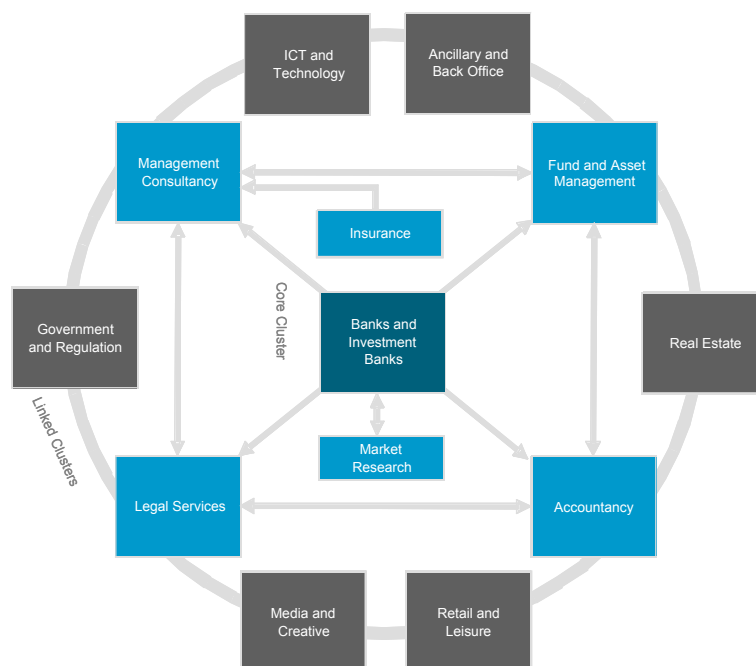 ICT and
Technology
Ancillary and
Back Office
Management
Consultancy
Fund and Asset
Management
Insurance
Core Cluster
Banks and
Investment
Banks
Government
and Regulation
Real Estate
Linked Clusters
Market
Research
Legal Services
Accountancy
Media and
Creative
Retail and
Leisure